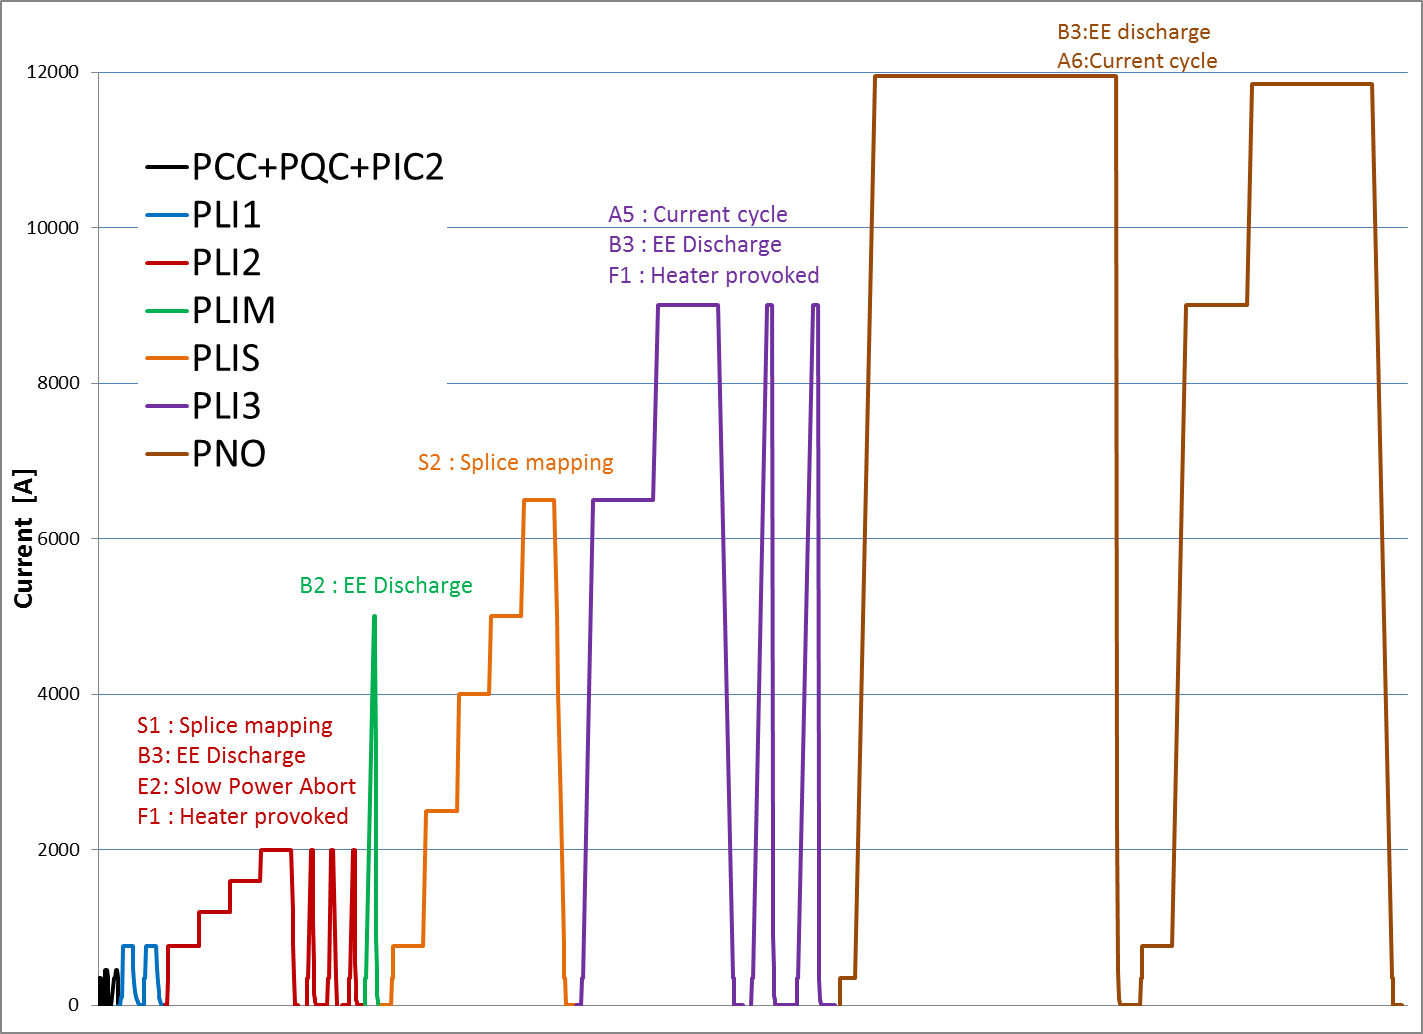 B3:EE discharge
A6:Current cycle
12000
PCC+PQC+PIC2
PLI1
PLI2
PLIM
PLIS
PLI3
PNO
A5 : Current cycle
B3 : EE Discharge
F1 : Heater provoked
10000
8000
S2 : Splice mapping
Current [A]
6000
B2 : EE Discharge
4000
S1 : Splice mapping
B3: EE Discharge
E2: Slow Power Abort
F1 : Heater provoked
2000
0